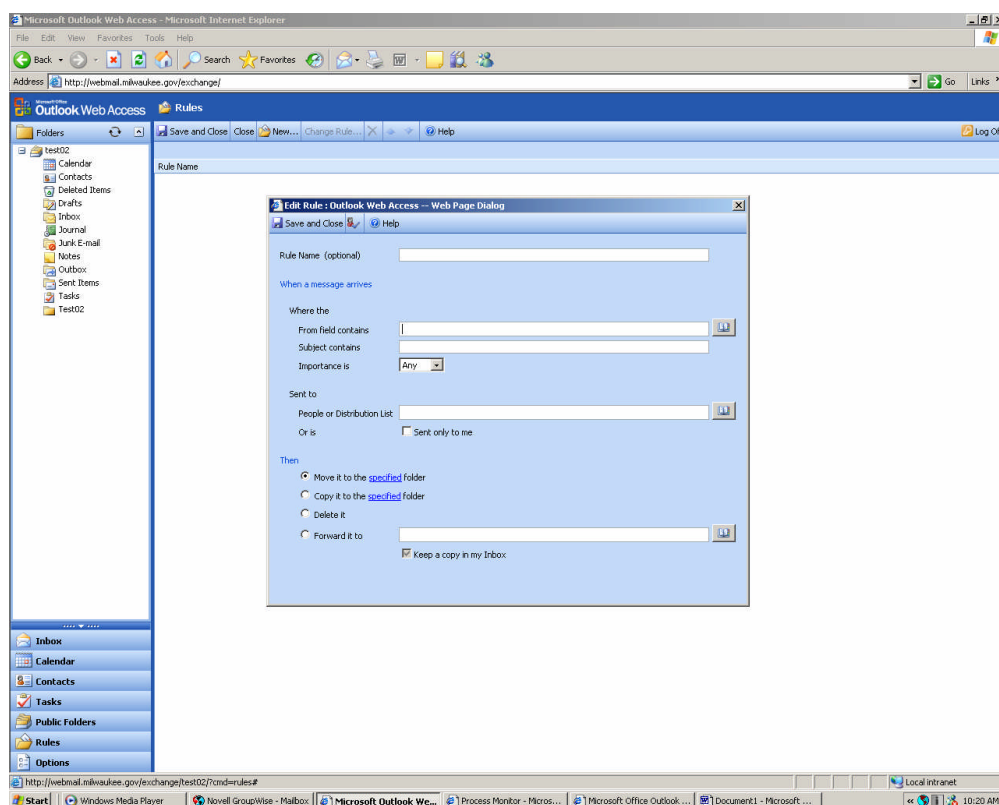 Microsoft Outlook Web Access - Microsoft Internet Explorer
File Edit View Favorites Tools Help
Back Search Favorites
Address http://webmail.milwaukee.gov/exchange/ Go Links
Microsoft Office
Outlook Web Access Rules
Folders Save and Close Close New... Change Rule... Help Log Of
test02
Calendar
Contacts
Deleted Items
Drafts
Inbox
Journal
Junk E-mail
Notes
Outbox
Sent Items
Tasks
Test02
Rule Name
Edit Rule : Outlook Web Access -- Web Page Dialog
Save and Close Help
Rule Name (optional)
When a message arrives
Where the
From field contains
Subject contains
Importance is Any
Sent to
People or Distribution List
Or is Sent only to me
Then
Move it to the specified folder
Copy it to the specified folder
Delete it
Forward it to
Keep a copy in my Inbox
Inbox
Calendar
Contacts
Tasks
Public Folders
Rules
Options
http://webmail.milwaukee.gov/exchange/test02/?cmd=rules# Local intranet
Start Windows Media Player Novell GroupWise - Mailbox Microsoft Outlook We... Process Monitor - Micros... Microsoft Office Outlook ... Document1 - Microsoft ... 10:20 AM